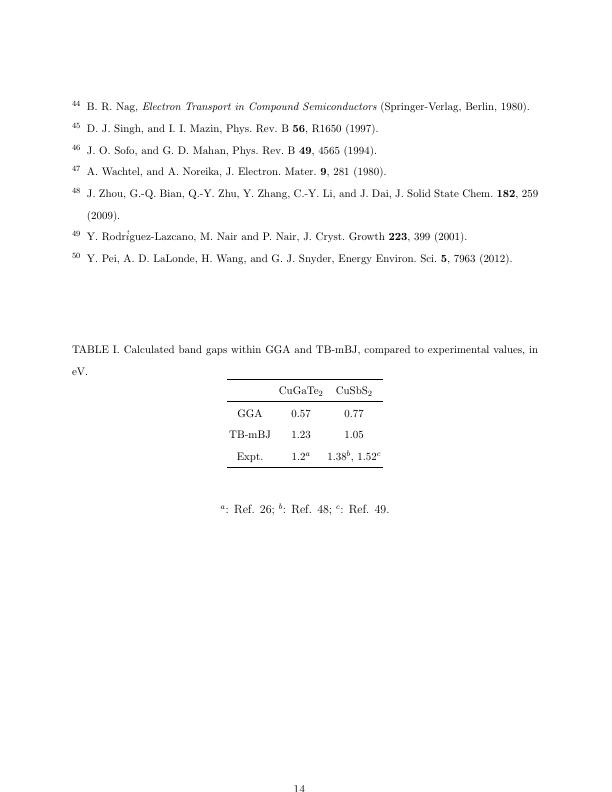 44 B. R. Nag, Electron Transport in Compound Semiconductors (Springer-Verlag, Berlin, 1980).
45 D. J. Singh, and I. I. Mazin, Phys. Rev. B 56, R1650 (1997).
46 J. O. Sofo, and G. D. Mahan, Phys. Rev. B 49, 4565 (1994).
47 A. Wachtel, and A. Noreika, J. Electron. Mater. 9, 281 (1980).
48 J. Zhou, G.-Q. Bian, Q.-Y. Zhu, Y. Zhang, C.-Y. Li, and J. Dai, J. Solid State Chem. 182, 259
(2009).
49 Y. Rodríguez-Lazcano, M. Nair and P. Nair, J. Cryst. Growth 223, 399 (2001).
50 Y. Pei, A. D. LaLonde, H. Wang, and G. J. Snyder, Energy Environ. Sci. 5, 7963 (2012).
TABLE I. Calculated band gaps within GGA and TB-mBJ, compared to experimental values, in
eV.
CuGaTe2 CuSbS2
GGA 0.57 0.77
TB-mBJ 1.23 1.05
Expt. 1.2a 1.38b, 1.52c
a: Ref. 26; b: Ref. 48; c: Ref. 49.
14